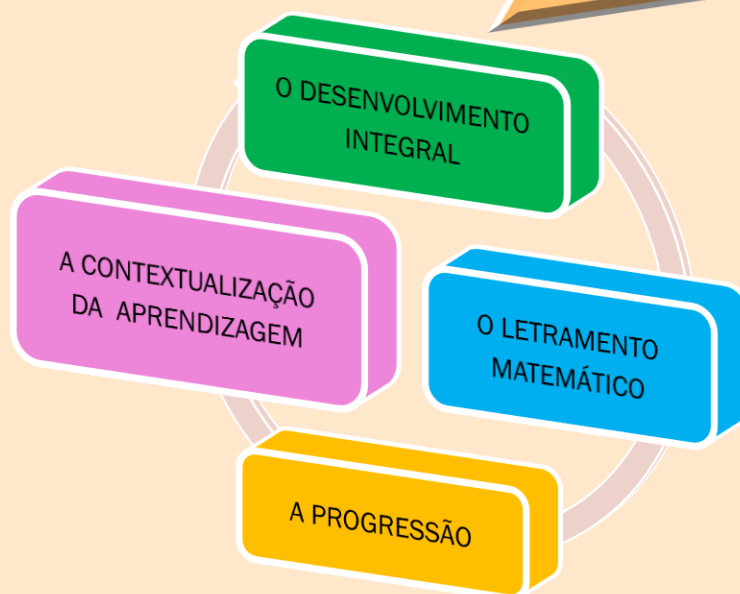 O DESENVOLVIMENTO
INTEGRAL
A CONTEXTUALIZAÇÃO
DA APRENDIZAGEM
O LETRAMENTO
MATEMÁTICO
A PROGRESSÃO